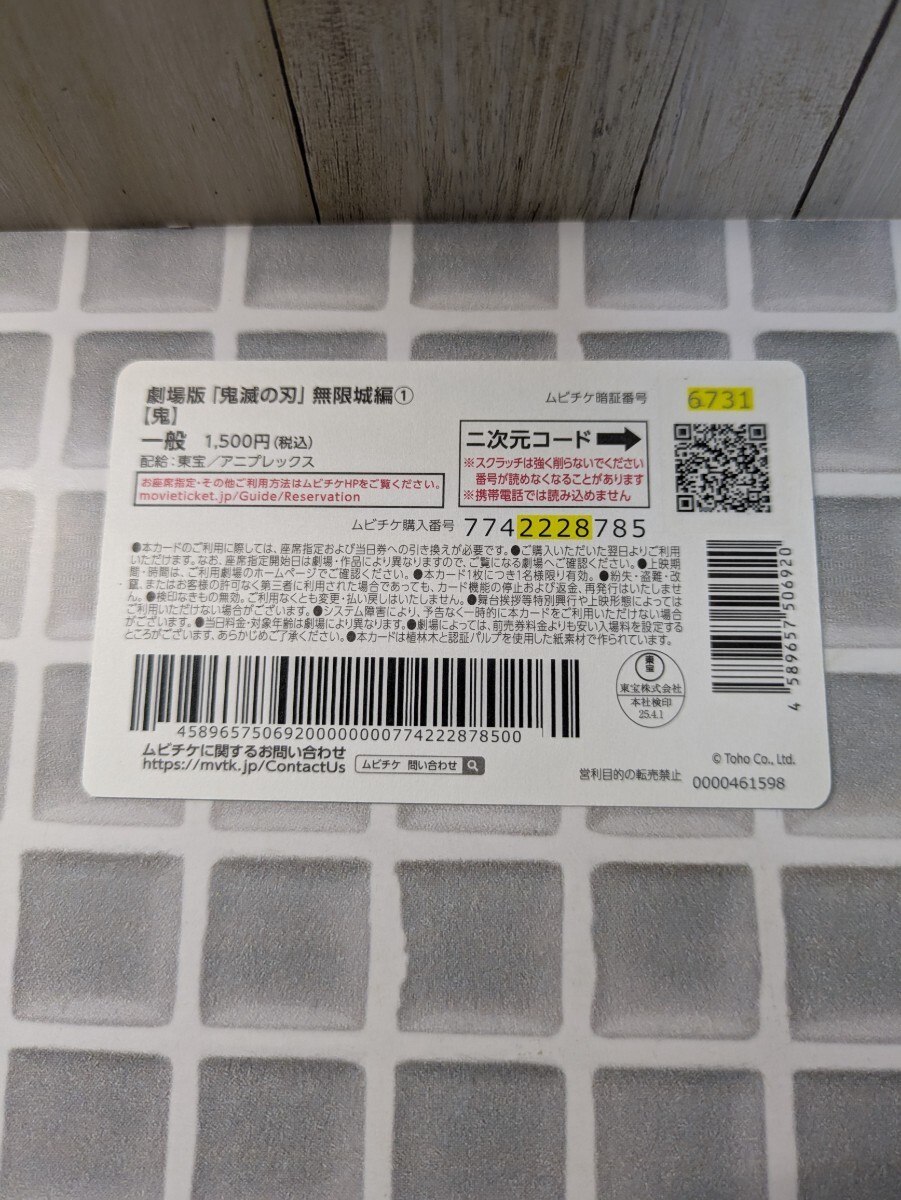 劇場版「鬼滅の刃」無限城編①
【鬼】
一般 1,500円(税込)
配給:東宝/アニプレックス
お座席指定・その他ご利用方法はムビチケHPをご覧ください。
movieticket.jp/Guide/Reservation
ムビチケ暗証番号 6731
二次元コード
※スクラッチは強く削らないでください
番号が読めなくなることがあります
※携帯電話では読み込めません
ムビチケ購入番号 7742228785
●本カードのご利用に際しては、座席指定および当日券への引き換えが必要です。●ご購入いただいた翌日よりご利用
いただけます。なお、座席指定開始日は劇場・作品により異なりますので、ご覧になる劇場へご確認ください。●上映期
間・時間は、ご利用劇場のホームページでご確認ください。●本カード1枚につき1名様限り有効。●紛失・盗難・改
竄、またはお客様の許可なく第三者に利用された場合であっても、カード機能の停止および返金、再発行はいたしませ
ん。●検印なきもの無効。ご利用なくとも変更・払い戻しはいたしません。●舞台挨拶等特別興行や上映形態によっては
ご利用いただけない場合がございます。●システム障害により、予告なく一時的に本カードをご利用いただけない場合
がございます。●当日料金・対象年齢は劇場により異なります。●劇場によっては、前売券料金よりも安い入場料を設定する
ところがございます、あらかじめご了承ください。●本カードは植林木と認証パルプを使用した紙素材で作られています。
45896575069200000000774222878500
東宝
東宝株式会社
本社検印
25.4.1
4 589657 506920
ムビチケに関するお問い合わせ
https://mvtk.jp/ContactUs
ムビチケ 問い合わせ
© Toho Co., Ltd.
営利目的の転売禁止 0000461598